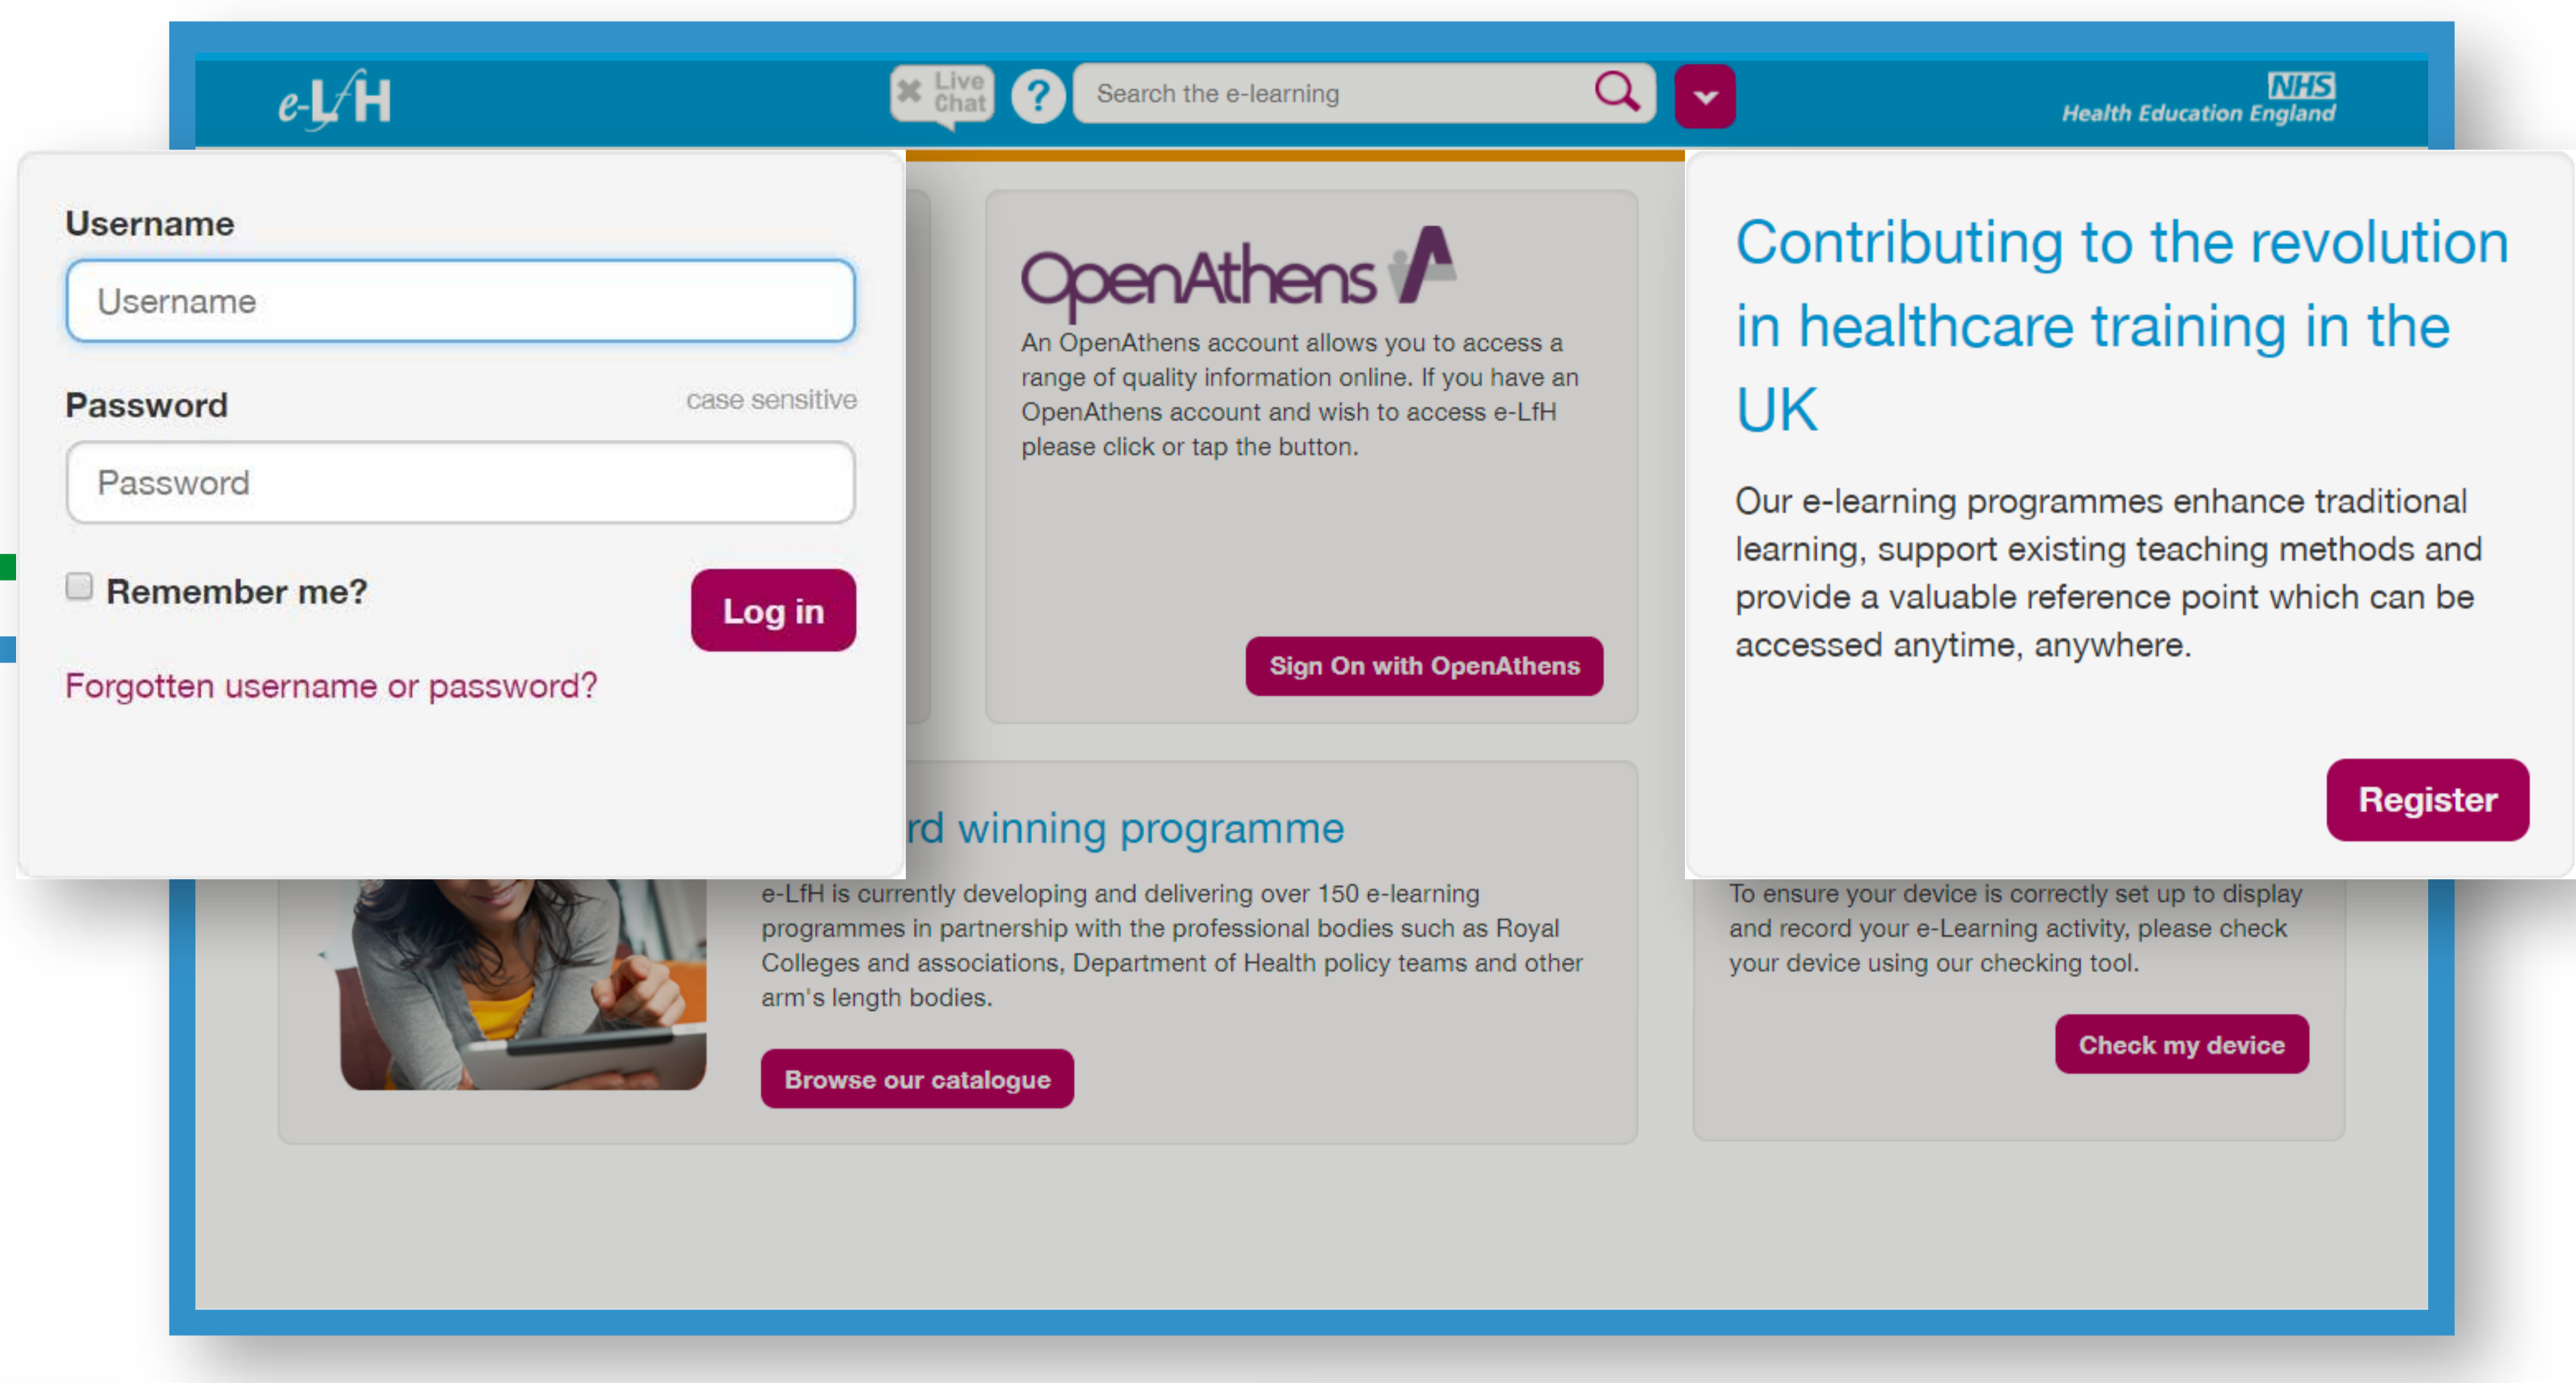 e-LfH
Live
Chat
?
Search the e-learning
NHS
Health Education England
Username
Username
Password
case sensitive
Password
Remember me?
Log in
Forgotten username or password?
OpenAthens
An OpenAthens account allows you to access a
range of quality information online. If you have an
OpenAthens account and wish to access e-LfH
please click or tap the button.
Sign On with OpenAthens
Contributing to the revolution
in healthcare training in the
UK
Our e-learning programmes enhance traditional
learning, support existing teaching methods and
provide a valuable reference point which can be
accessed anytime, anywhere.
Register
rd winning programme
e-LfH is currently developing and delivering over 150 e-learning
programmes in partnership with the professional bodies such as Royal
Colleges and associations, Department of Health policy teams and other
arm's length bodies.
Browse our catalogue
To ensure your device is correctly set up to display
and record your e-Learning activity, please check
your device using our checking tool.
Check my device